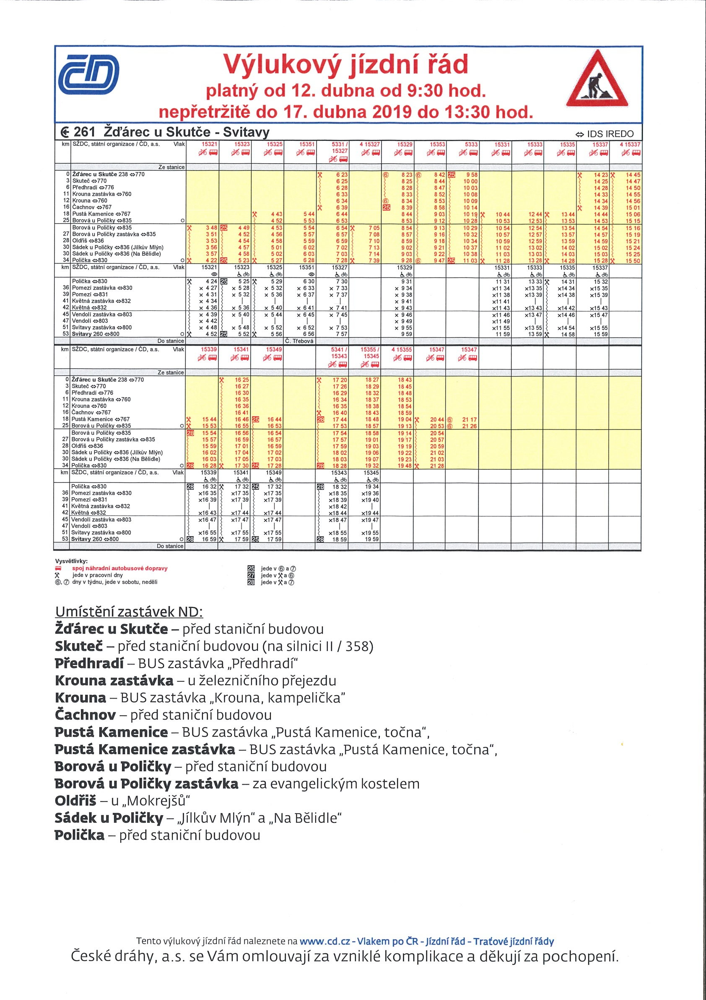 ČD
Výlukový jízdní řád
platný od 12. dubna od 9:30 hod.
nepřetržitě do 17. dubna 2019 do 13:30 hod.
261 Žďárec u Skutče - Svitavy ⇔ IDS IREDO
km SŽDC, státní organizace / ČD, a.s. Vlak 15321 15323 15325 15351 5331 / 4 15327 15329 15353 5333 15331 15333 15335 15337 4 15337
15327
Ze stanice
0 Žďárec u Skutče 238 ⇔770 6 23 ⑥ 8 23 ⑥ 8 42 25 9 58 14 23 14 45
3 Skuteč ⇔770 6 25 8 25 8 44 10 00 14 25 14 47
6 Předhradí ⇔776 6 28 8 28 8 47 10 03 14 28 14 50
11 Krouna zastávka ⇔760 6 33 8 33 8 52 10 08 14 33 14 55
12 Krouna ⇔760 6 34 ⑥ 8 34 8 53 10 09 14 34 14 56
16 Čachnov ⇔767 6 39 25 8 39 8 58 10 14 14 39 15 01
18 Pustá Kamenice ⇔767 4 43 5 44 6 44 8 44 9 03 10 19 10 44 12 44 13 44 14 44 15 06
25 Borová u Poličky ⇔835 O 4 52 5 53 6 53 8 53 9 12 10 28 10 53 12 53 13 53 14 53 15 15
Borová u Poličky ⇔835 3 48 25 4 49 4 53 5 54 6 54 7 05 8 54 9 13 10 29 10 54 12 54 13 54 14 54 15 16
27 Borová u Poličky zastávka ⇔835 3 51 4 52 4 56 5 57 6 57 7 08 8 57 9 16 10 32 10 57 12 57 13 57 14 57 15 19
28 Oldřiš ⇔836 3 53 4 54 4 58 5 59 6 59 7 10 8 59 9 18 10 34 10 59 12 59 13 59 14 59 15 21
30 Sádek u Poličky ⇔836 (Jílkův Mlýn) 3 56 4 57 5 01 6 02 7 02 7 13 9 02 9 21 10 37 11 02 13 02 14 02 15 02 15 24
30 Sádek u Poličky ⇔836 (Na Bělidle) 3 57 4 58 5 02 6 03 7 03 7 14 9 03 9 22 10 38 11 03 13 03 14 03 15 03 15 25
34 Polička ⇔830 O 4 22 25 5 23 5 27 6 28 7 28 7 39 9 28 ⑥ 9 47 25 11 03 11 28 13 28 14 28 15 28 15 50
km SŽDC, státní organizace / ČD, a.s. Vlak 15321 15323 15325 15351 15327 15329 15331 15333 15335 15337
Polička ⇔830 4 24 25 5 25 5 29 6 30 7 30 9 31 11 31 13 33 14 31 15 32
36 Pomezí zastávka ⇔830 x 4 27 x 5 28 x 5 32 x 6 33 x 7 33 x 9 34 x11 34 x13 35 x14 34 x15 35
39 Pomezí ⇔831 x 4 31 x 5 32 x 5 36 x 6 37 x 7 37 x 9 38 x11 38 x13 39 x14 38 x15 39
41 Květná zastávka ⇔832 x 4 34 | | | | x 9 41 x11 41 | | |
42 Květná ⇔832 x 4 36 x 5 36 x 5 40 x 6 41 x 7 41 x 9 43 x11 43 x13 43 x14 42 x15 43
45 Vendolí zastávka ⇔803 x 4 39 x 5 40 x 5 44 x 6 45 x 7 45 x 9 46 x11 46 x13 47 x14 46 x15 47
47 Vendolí ⇔803 x 4 42 | | | | x 9 49 x11 49 | | |
51 Svitavy zastávka ⇔800 x 4 48 x 5 48 x 5 52 x 6 52 x 7 53 x 9 55 x11 55 x13 55 x14 54 x15 55
53 Svitavy 260 ⇔800 O 4 52 25 5 52 5 56 6 56 7 57 9 59 11 59 13 59 14 58 15 59
Do stanice Č. Třebová
km SŽDC, státní organizace / ČD, a.s. Vlak 15339 15341 15349 5341 / 15355 / 4 15355 15347 15347
15343 15345
Ze stanice
0 Žďárec u Skutče 238 ⇔770 16 25 17 20 18 27 18 43
3 Skuteč ⇔770 16 27 17 26 18 29 18 45
6 Předhradí ⇔776 16 30 16 29 18 32 18 48
11 Krouna zastávka ⇔760 16 35 16 34 18 37 18 53
12 Krouna ⇔760 16 36 16 35 18 38 18 54
16 Čachnov ⇔767 16 41 16 40 18 43 18 59
18 Pustá Kamenice ⇔767 15 44 16 46 25 16 44 28 17 44 18 48 19 04 20 44 ⑥ 21 17
25 Borová u Poličky ⇔835 O 15 53 16 55 16 53 17 53 18 57 19 13 20 53 ⑥ 21 26
Borová u Poličky ⇔835 28 15 54 16 56 16 54 17 54 18 58 19 14 20 54
27 Borová u Poličky zastávka ⇔835 15 57 16 59 16 57 17 57 19 01 19 17 20 57
28 Oldřiš ⇔836 15 59 17 01 16 59 17 59 19 03 19 19 20 59
30 Sádek u Poličky ⇔836 (Jílkův Mlýn) 16 02 17 04 17 02 18 02 19 06 19 22 21 02
30 Sádek u Poličky ⇔836 (Na Bělidle) 16 03 17 05 17 03 18 03 19 07 19 23 21 03
34 Polička ⇔830 O 28 16 28 17 30 25 17 28 28 18 28 19 32 19 48 21 28
km SŽDC, státní organizace / ČD, a.s. Vlak 15339 15341 15349 15343 15345
Polička ⇔830 28 16 32 17 32 25 17 32 28 18 32 19 34
36 Pomezí zastávka ⇔830 x16 35 x17 35 x17 35 x18 35 x19 36
39 Pomezí ⇔831 x16 39 x17 39 x17 39 x18 39 x19 40
41 Květná zastávka ⇔832 | | | x18 42 |
42 Květná ⇔832 x16 43 x17 44 x17 44 x18 44 x19 44
45 Vendolí zastávka ⇔803 x16 47 x17 47 x17 47 x18 47 x19 47
47 Vendolí ⇔803 | | | | |
51 Svitavy zastávka ⇔800 x16 55 x17 55 x17 55 x18 55 x19 55
53 Svitavy 260 ⇔800 O 28 16 59 17 59 25 17 59 28 18 59 19 59
Do stanice
Vysvětlivky:
spoj náhradní autobusové dopravy 25 jede v ⑥ a ⑦
⚒ jede v pracovní dny 27 jede v ⚒ a ⑥
⑥, ⑦ dny v týdnu, jede v sobotu, neděli 28 jede v ⚒ a ⑦
Umístění zastávek ND:
Žďárec u Skutče – před staniční budovou
Skuteč – před staniční budovou (na silnici II / 358)
Předhradí – BUS zastávka „Předhradí“
Krouna zastávka – u železničního přejezdu
Krouna – BUS zastávka „Krouna, kampelička”
Čachnov – před staniční budovou
Pustá Kamenice – BUS zastávka „Pustá Kamenice, točna“,
Pustá Kamenice zastávka – BUS zastávka „Pustá Kamenice, točna“,
Borová u Poličky – před staniční budovou
Borová u Poličky zastávka – za evangelickým kostelem
Oldřiš – u „Mokrejšů“
Sádek u Poličky – „Jílkův Mlýn“ a „Na Bělidle“
Polička – před staniční budovou
Tento výlukový jízdní řád naleznete na www.cd.cz - Vlakem po ČR - Jízdní řád - Traťové jízdní řády
České dráhy, a.s. se Vám omlouvají za vzniklé komplikace a děkují za pochopení.